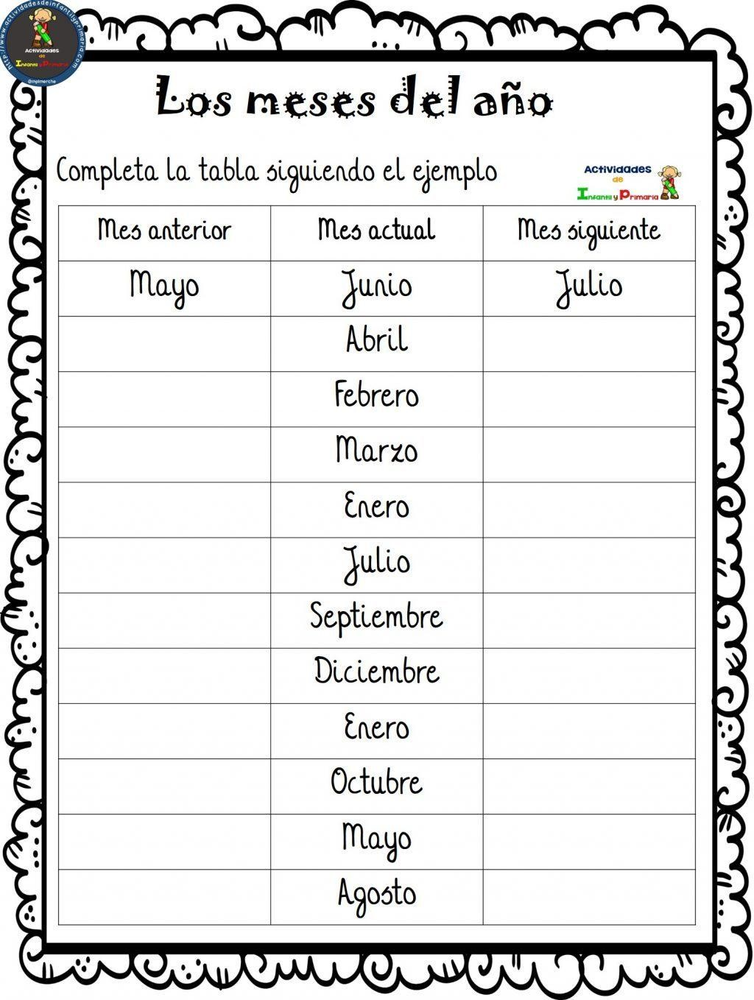 http://www.actividadesdeinfantilyprimaria.com
Actividades
de
Infantil y Primaria
@mplmerche
Los meses del año
Completa la tabla siguiendo el ejemplo
Actividades
de
Infantil y Primaria
Mes anterior Mes actual Mes siguiente
Mayo Junio Julio
Abril
Febrero
Marzo
Enero
Julio
Septiembre
Diciembre
Enero
Octubre
Mayo
Agosto